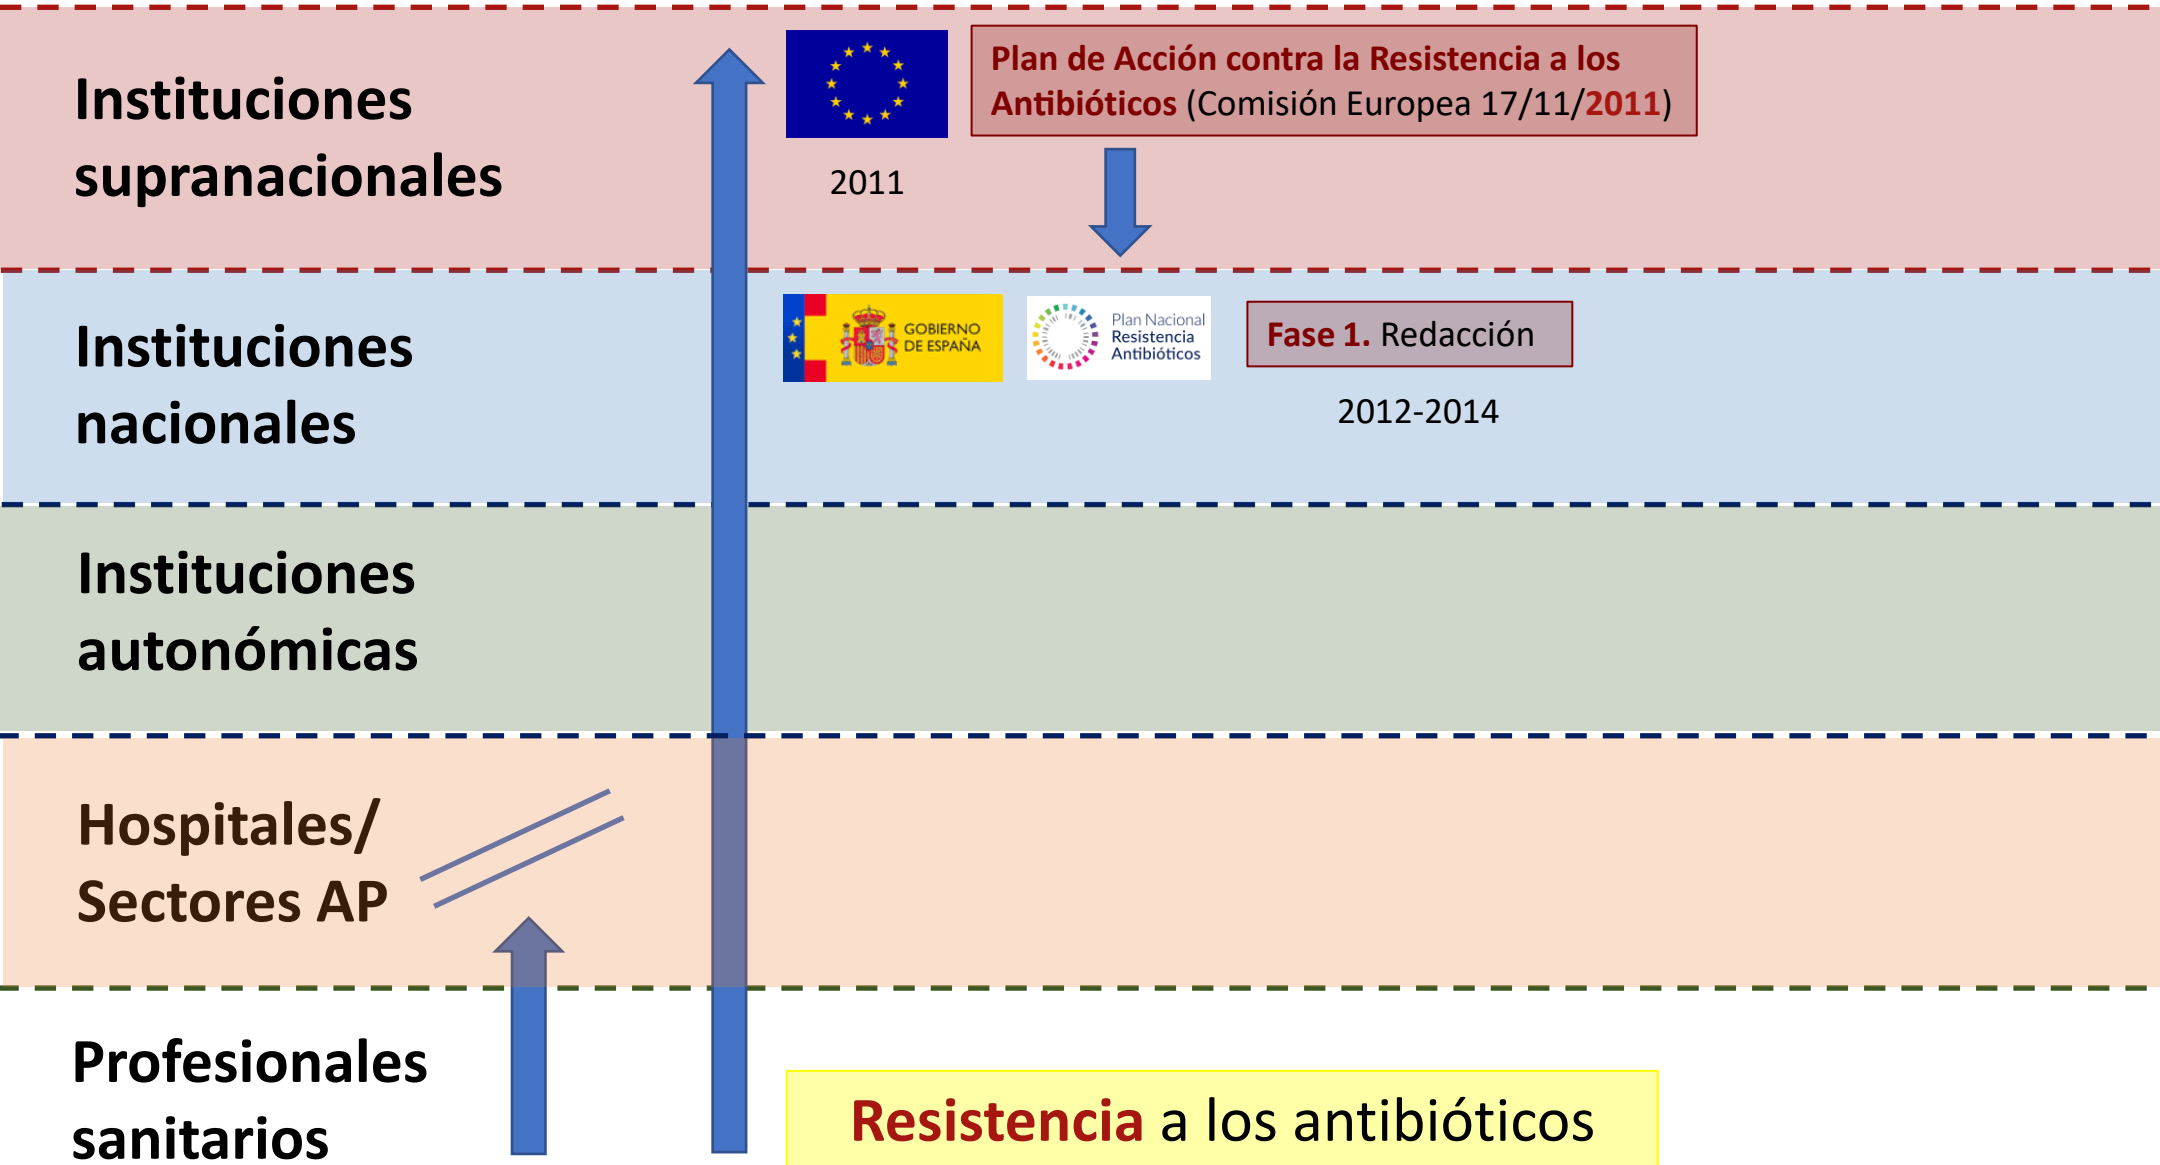 Instituciones
supranacionales
Plan de Acción contra la Resistencia a los
Antibióticos (Comisión Europea 17/11/2011)
2011
Instituciones
nacionales
GOBIERNO
DE ESPAÑA
Plan Nacional
Resistencia
Antibióticos
Fase 1. Redacción
2012-2014
Instituciones
autonómicas
Hospitales/
Sectores AP
Profesionales
sanitarios
Resistencia a los antibióticos